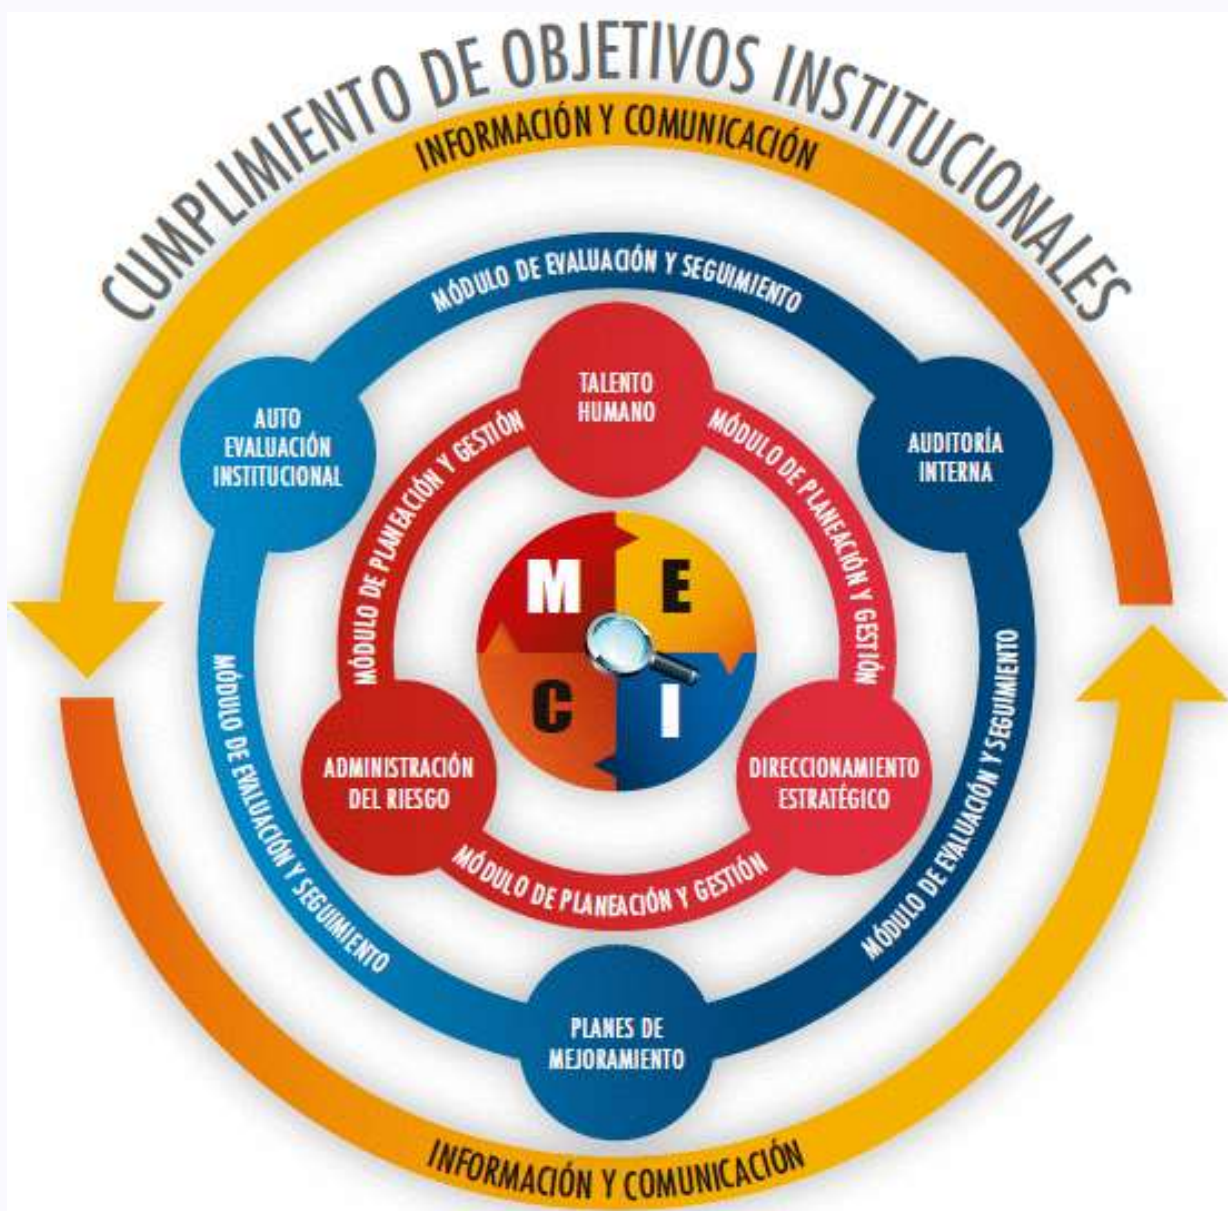 CUMPLIMIENTO DE OBJETIVOS INSTITUCIONALES
INFORMACIÓN Y COMUNICACIÓN
MÓDULO DE EVALUACIÓN Y SEGUIMIENTO
TALENTO
HUMANO
AUTO
EVALUACIÓN
INSTITUCIONAL
AUDITORÍA
INTERNA
MÓDULO DE PLANEACIÓN Y GESTIÓN
MÓDULO DE PLANEACIÓN Y GESTIÓN
M E
C I
MÓDULO DE EVALUACIÓN Y SEGUIMIENTO
MÓDULO DE EVALUACIÓN Y SEGUIMIENTO
ADMINISTRACIÓN
DEL RIESGO
DIRECCIONAMIENTO
ESTRATÉGICO
MÓDULO DE PLANEACIÓN Y GESTIÓN
PLANES DE
MEJORAMIENTO
INFORMACIÓN Y COMUNICACIÓN